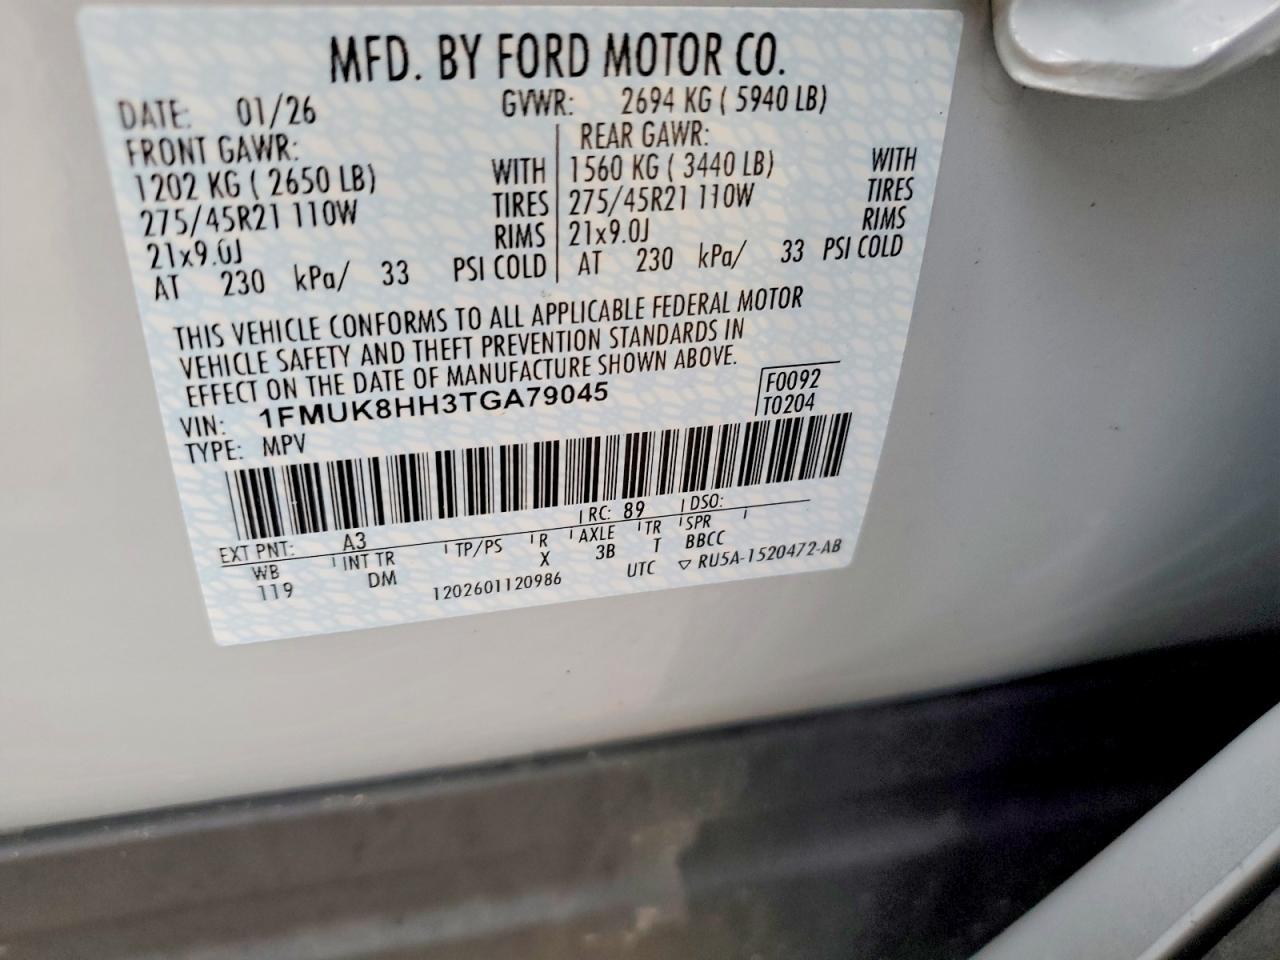 MFD. BY FORD MOTOR CO.
DATE: 01/26 GVWR: 2694 KG ( 5940 LB)
FRONT GAWR: REAR GAWR:
1202 KG ( 2650 LB) WITH 1560 KG ( 3440 LB) WITH
275/45R21 110W TIRES 275/45R21 110W TIRES
21x9.0J RIMS 21x9.0J RIMS
AT 230 kPa/ 33 PSI COLD AT 230 kPa/ 33 PSI COLD
THIS VEHICLE CONFORMS TO ALL APPLICABLE FEDERAL MOTOR
VEHICLE SAFETY AND THEFT PREVENTION STANDARDS IN
EFFECT ON THE DATE OF MANUFACTURE SHOWN ABOVE.
VIN: 1FMUK8HH3TGA79045 F0092
TYPE: MPV T0204
EXT PNT: A3 RC: 89 DSO:
WB INT TR TP/PS R AXLE TR SPR
119 DM X 3B T BBCC
1202601120986 UTC ▽ RU5A-1520472-AB